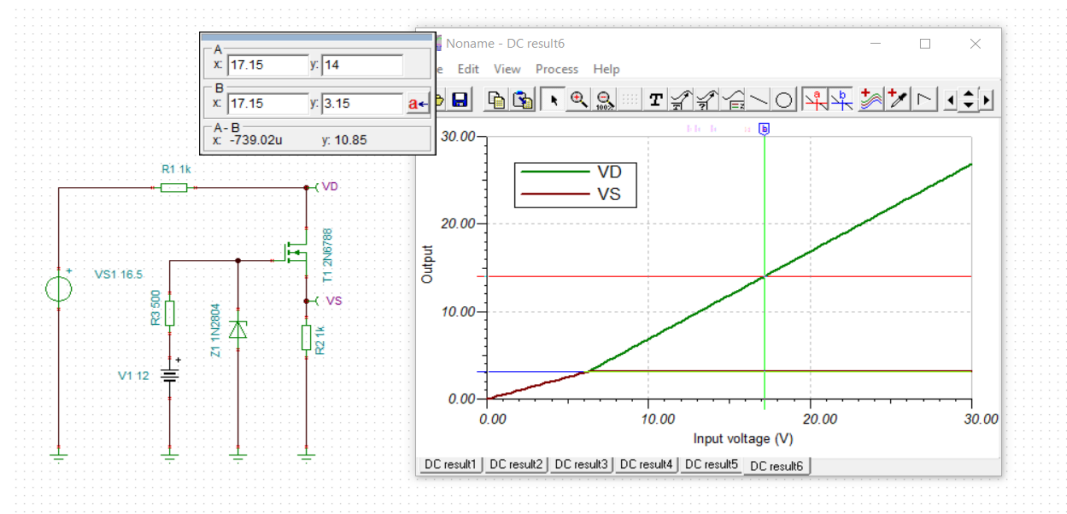 A
x: 17.15 y: 14
B
x: 17.15 y: 3.15 a
A - B
x: -739.02u y: 10.85
Noname - DC result6
e Edit View Process Help
100%
T
a b
b
30.00
20.00
10.00
0.00
Output
VD
VS
0.00 10.00 20.00 30.00
Input voltage (V)
DC result1 DC result2 DC result3 DC result4 DC result5 DC result6
R1 1k
VD
+
VS1 16.5
T1 2N6788
VS
R3 500
Z1 1N2804
R2 1k
+
V1 12